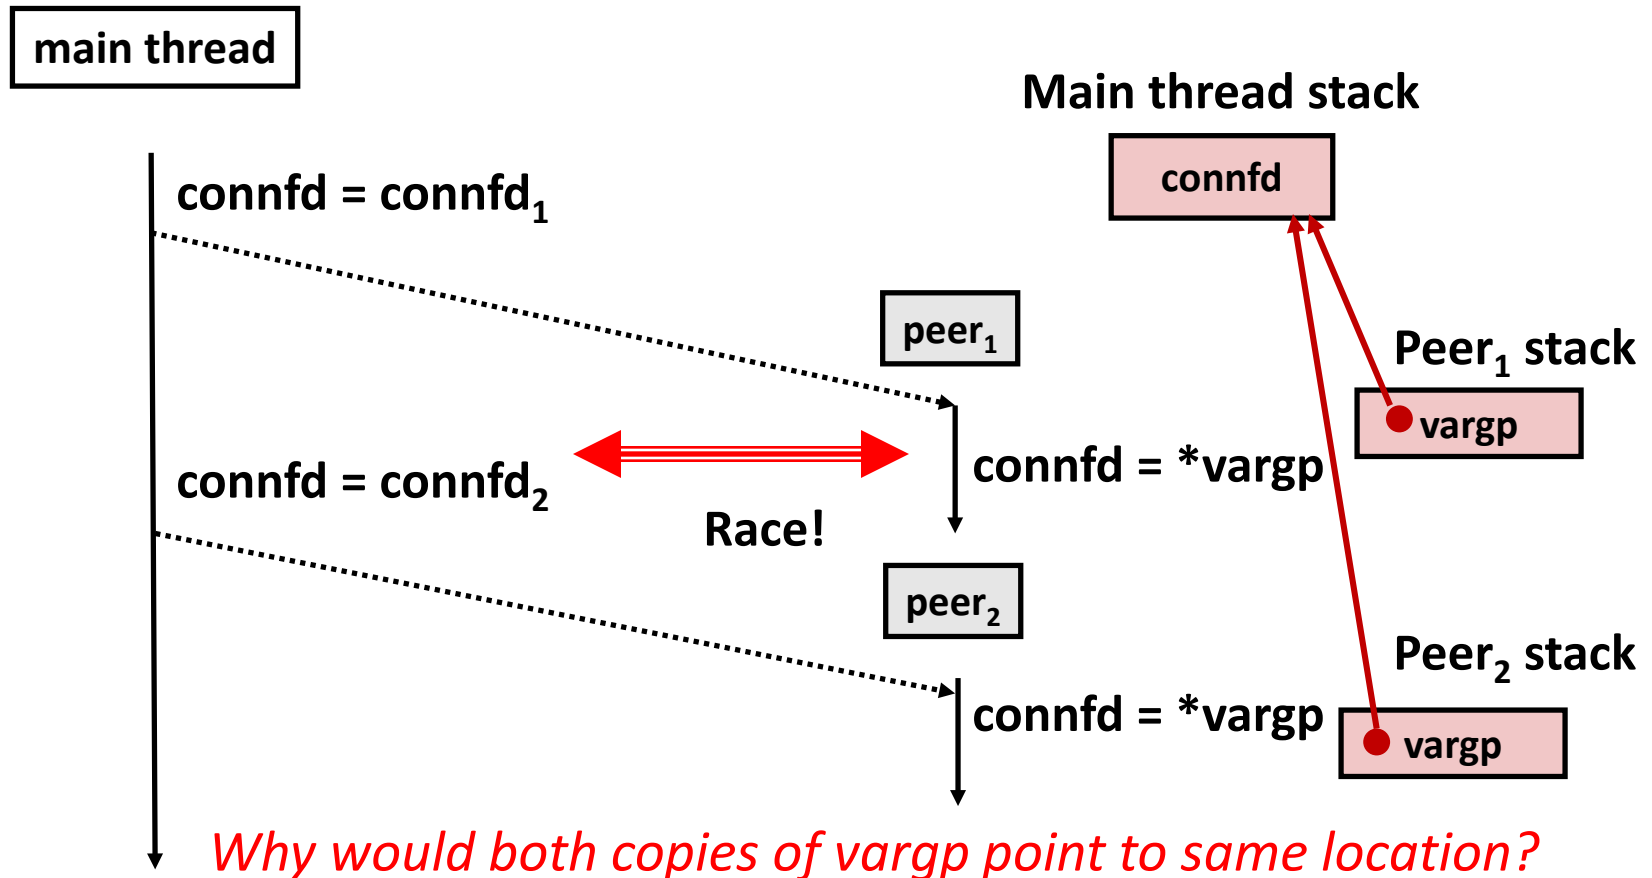 main thread
Main thread stack
connfd
connfd = connfd₁
peer₁
Peer₁ stack
vargp
connfd = *vargp
connfd = connfd₂
Race!
peer₂
Peer₂ stack
connfd = *vargp
vargp
Why would both copies of vargp point to same location?